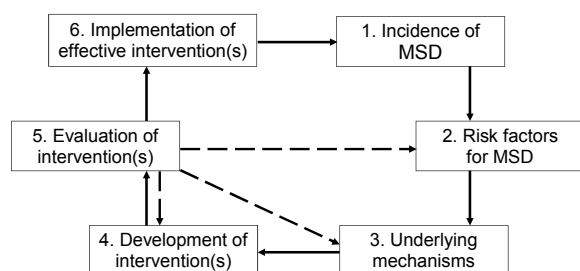 6. Implementation of
effective intervention(s)
1. Incidence of
MSD
5. Evaluation of
intervention(s)
2. Risk factors
for MSD
4. Development of
intervention(s)
3. Underlying
mechanisms